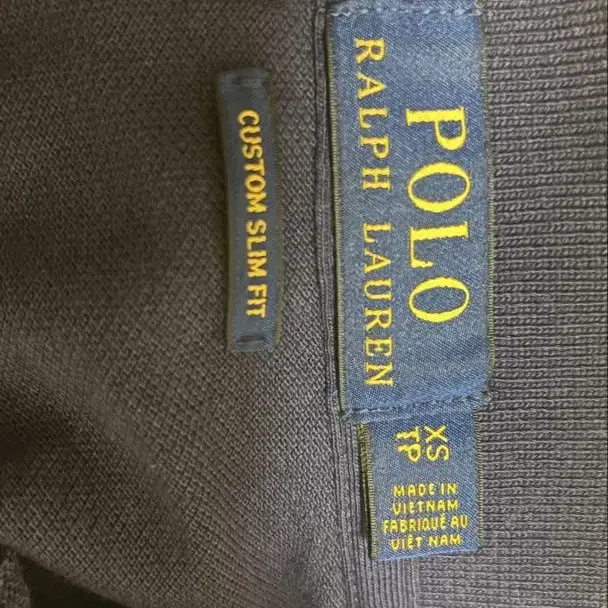 POLO
RALPH LAUREN
CUSTOM SLIM FIT
XS
TP
MADE IN
VIETNAM
FABRIQUÉ AU
VIÊT NAM